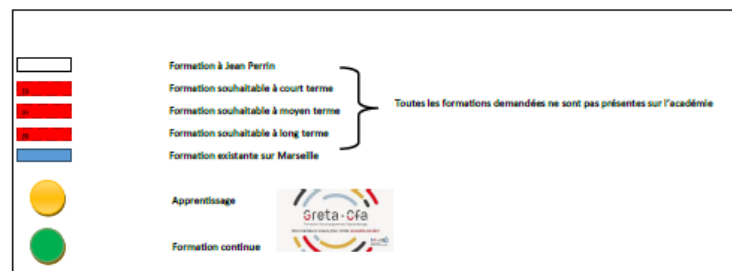 Formation à Jean Perrin
Formation souhaitable à court terme
Formation souhaitable à moyen terme
Toutes les formations demandées ne sont pas présentes sur l'académie
Formation souhaitable à long terme
Formation existante sur Marseille
Apprentissage
Greta-Cfa
Formation continue